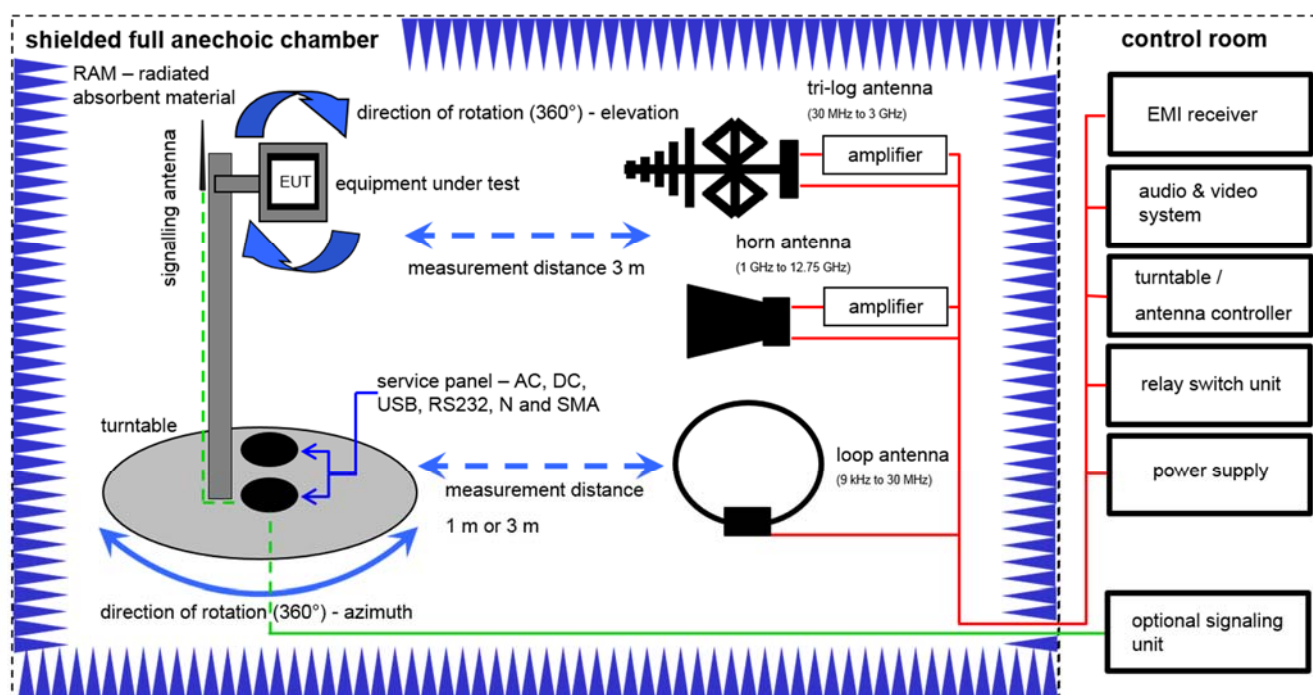 shielded full anechoic chamber
control room
RAM – radiated
absorbent material
direction of rotation (360°) - elevation
signalling antenna
EUT
equipment under test
tri-log antenna
(30 MHz to 3 GHz)
amplifier
measurement distance 3 m
horn antenna
(1 GHz to 12.75 GHz)
amplifier
service panel – AC, DC,
USB, RS232, N and SMA
turntable
measurement distance
1 m or 3 m
loop antenna
(9 kHz to 30 MHz)
direction of rotation (360°) - azimuth
EMI receiver
audio & video
system
turntable /
antenna controller
relay switch unit
power supply
optional signaling
unit